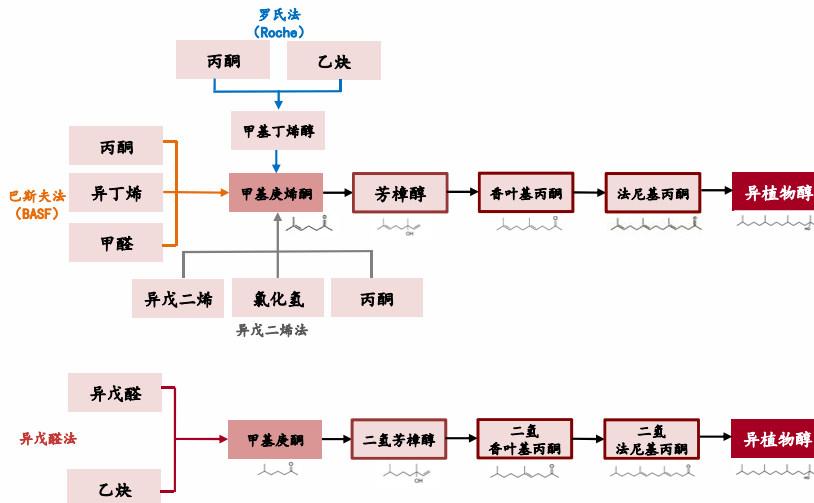 罗氏法
(Roche)
丙酮
乙炔
甲基丁烯醇
丙酮
异丁烯
甲醛
巴斯夫法
(BASF)
甲基庚烯酮
芳樟醇
香叶基丙酮
法尼基丙酮
异植物醇
OH
异戊二烯
氯化氢
丙酮
异戊二烯法
异戊醛
异戊醛法
乙炔
甲基庚酮
二氢芳樟醇
二氢
香叶基丙酮
二氢
法尼基丙酮
异植物醇
OH